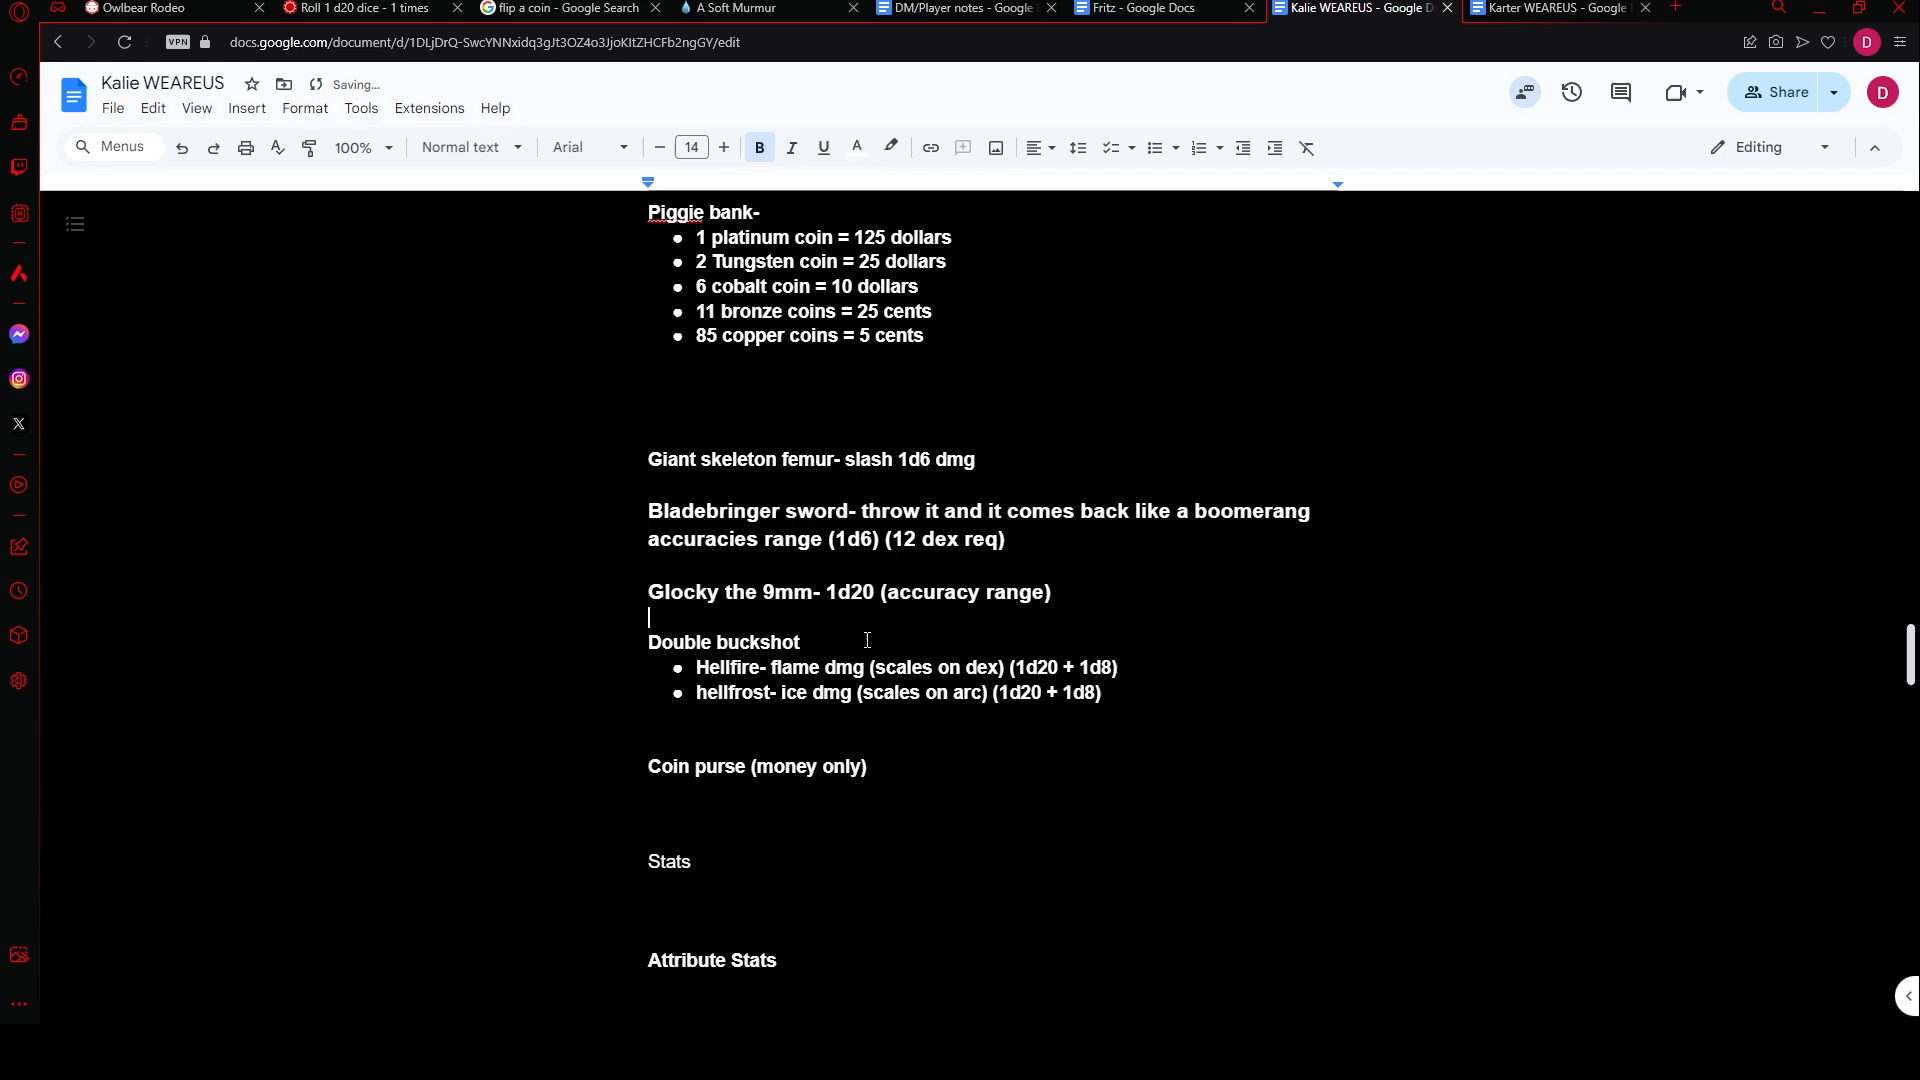 Owlbear Rodeo
Roll 1 d20 dice - 1 times
flip a coin - Google Search
A Soft Murmur
DM/Player notes - Google
Fritz - Google Docs
Kalie WEAREUS - Google D
Karter WEAREUS - Google
VPN
docs.google.com/document/d/1DLjDrQ-SwcYNNxidq3gJt3OZ4o3JjoKltZHCFb2ngGY/edit
D
Kalie WEAREUS
Saving...
File Edit View Insert Format Tools Extensions Help
Share
D
Menus
100%
Normal text
Arial
14
B I U A
Editing
Piggie bank-
● 1 platinum coin = 125 dollars
● 2 Tungsten coin = 25 dollars
● 6 cobalt coin = 10 dollars
● 11 bronze coins = 25 cents
● 85 copper coins = 5 cents
Giant skeleton femur- slash 1d6 dmg
Bladebringer sword- throw it and it comes back like a boomerang
accuracies range (1d6) (12 dex req)
Glocky the 9mm- 1d20 (accuracy range)
Double buckshot
● Hellfire- flame dmg (scales on dex) (1d20 + 1d8)
● hellfrost- ice dmg (scales on arc) (1d20 + 1d8)
Coin purse (money only)
Stats
Attribute Stats